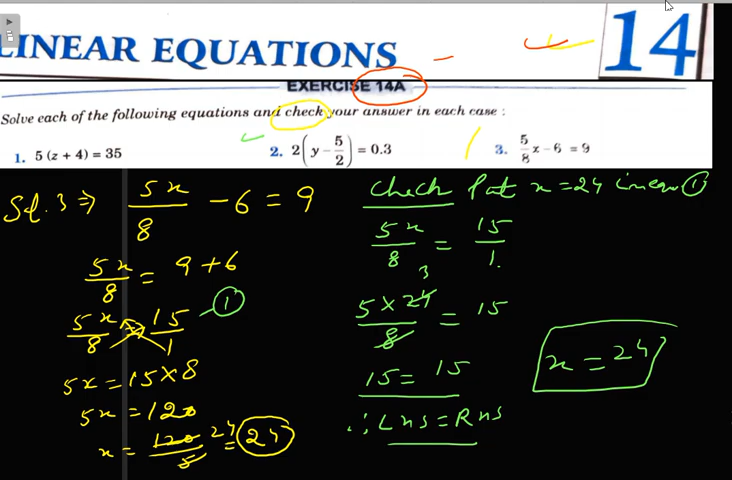 LINEAR EQUATIONS
14
EXERCISE 14A
Solve each of the following equations and check your answer in each case :
1. 5 (z + 4) = 35
2. 2(y − 5/2) = 0.3
3. 5/8 x − 6 = 9
Sol. 3 ⇒ 5x/8 − 6 = 9
5x/8 = 9 + 6
5x/8 = 15/1 ①
5x = 15 × 8
5x = 120
x = 120/5 24 = 24
Check Put x = 24 in eqn ①
5x/8 = 15/1
5 × 24/8 3 = 15
15 = 15
∴ LHS = RHS
x = 24